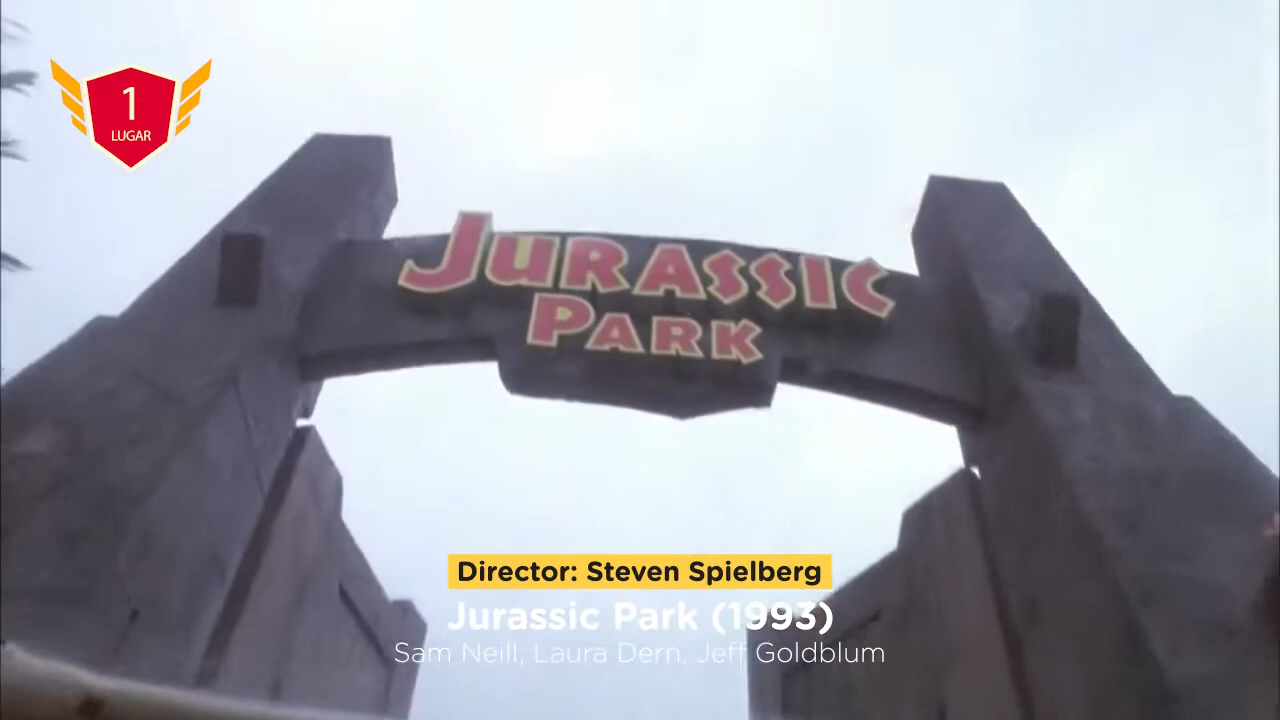 1
LUGAR
JURASSIC
PARK
Director: Steven Spielberg
Jurassic Park (1993)
Sam Neill, Laura Dern, Jeff Goldblum